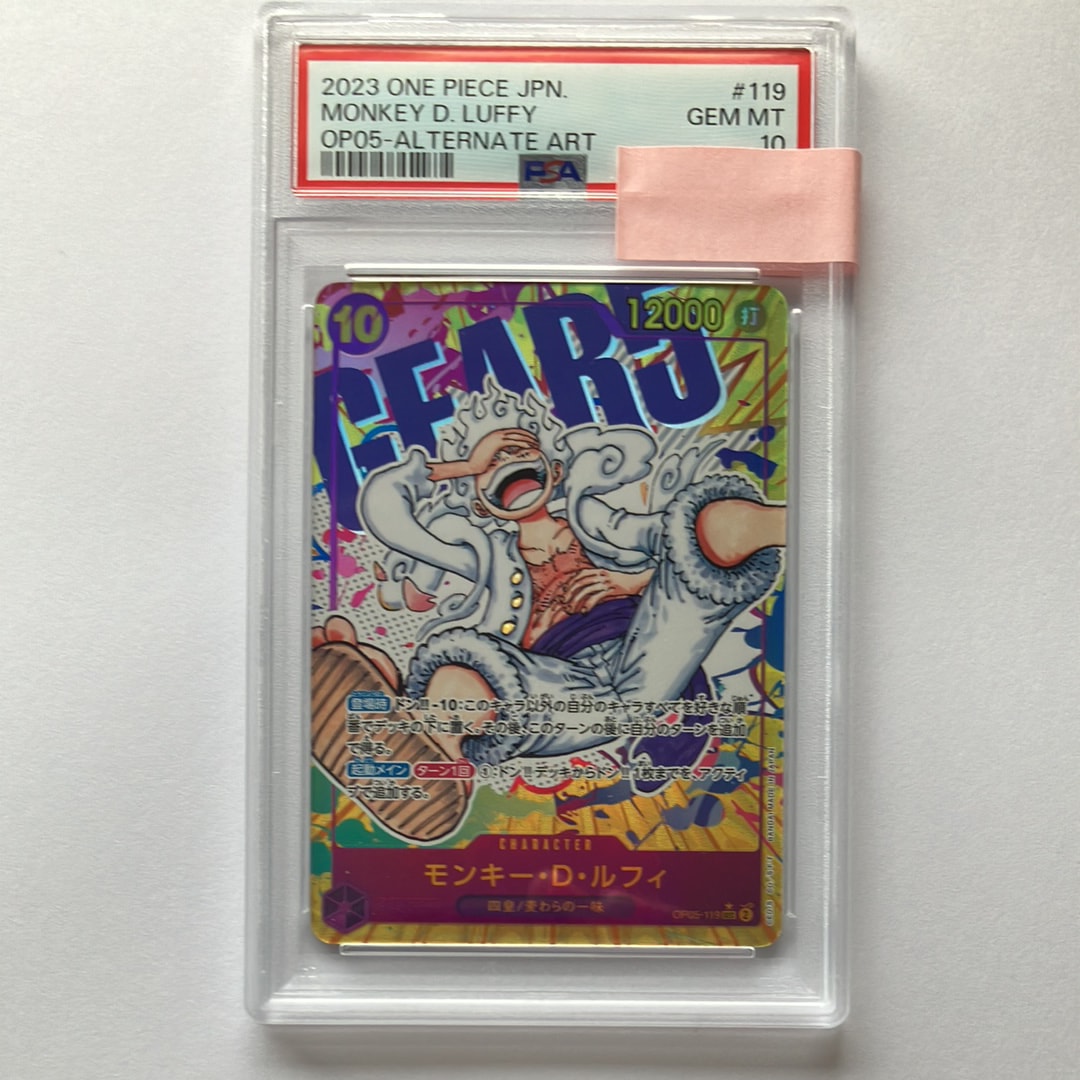 2023 ONE PIECE JPN.
#119
MONKEY D. LUFFY
GEM MT
OP05-ALTERNATE ART
10
PSA
10
12000 打
GEAR5
登場時 ドン!!-10:このキャラ以外の自分のキャラすべてを好きな順
番でデッキの下に置く。その後、このターンの後に自分のターンを追加
で得る。
起動メイン ターン1回 ①:ドン!!デッキからドン!!1枚までを、アクティ
ブで追加する。
CHARACTER
モンキー・D・ルフィ
四皇/麦わらの一味
OP05-119 SEC 2
BANDAI MADE IN JAPAN